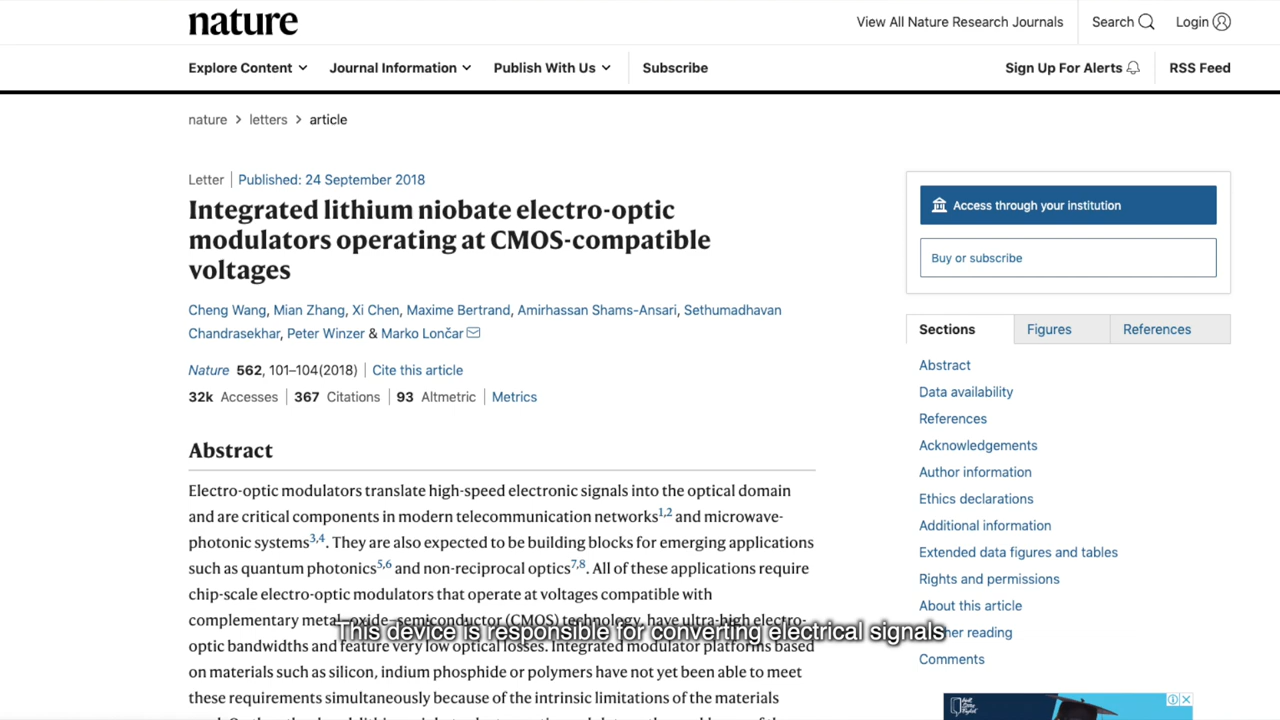 nature
View All Nature Research Journals
Search
Login
Explore Content
Journal Information
Publish With Us
Subscribe
Sign Up For Alerts
RSS Feed
nature > letters > article
Letter | Published: 24 September 2018
Integrated lithium niobate electro-optic
modulators operating at CMOS-compatible
voltages
Cheng Wang, Mian Zhang, Xi Chen, Maxime Bertrand, Amirhassan Shams-Ansari, Sethumadhavan
Chandrasekhar, Peter Winzer & Marko Lončar
Nature 562, 101–104(2018) | Cite this article
32k Accesses | 367 Citations | 93 Altmetric | Metrics
Abstract
Electro-optic modulators translate high-speed electronic signals into the optical domain
and are critical components in modern telecommunication networks1,2 and microwave-
photonic systems3,4. They are also expected to be building blocks for emerging applications
such as quantum photonics5,6 and non-reciprocal optics7,8. All of these applications require
chip-scale electro-optic modulators that operate at voltages compatible with
complementary metal–oxide–semiconductor (CMOS) technology, have ultra-high electro-
optic bandwidths and feature very low optical losses. Integrated modulator platforms based
on materials such as silicon, indium phosphide or polymers have not yet been able to meet
these requirements simultaneously because of the intrinsic limitations of the materials
This device is responsible for converting electrical signals
Access through your institution
Buy or subscribe
Sections
Figures
References
Abstract
Data availability
References
Acknowledgements
Author information
Ethics declarations
Additional information
Extended data figures and tables
Rights and permissions
About this article
reading
Comments